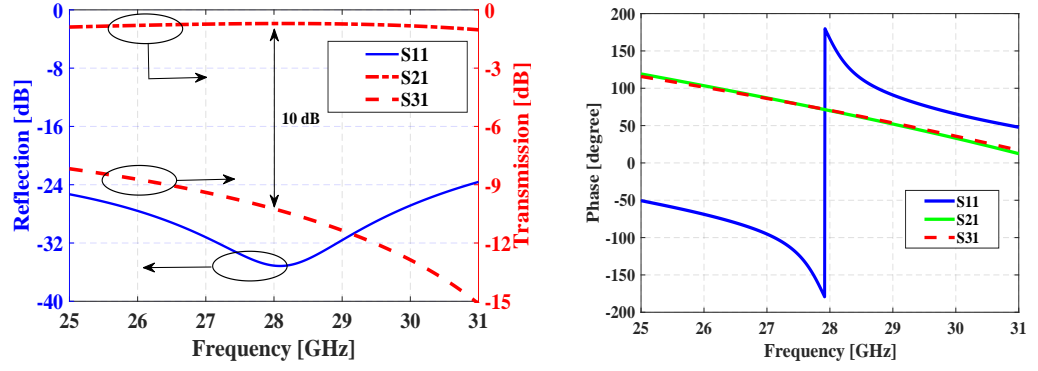 0
-8
-16
-24
-32
-40
Reflection [dB]
S11
S21
S31
10 dB
0
-3
-6
-9
-12
-15
Transmission [dB]
25 26 27 28 29 30 31
Frequency [GHz]
200
150
100
50
0
-50
-100
-150
-200
Phase [degree]
S11
S21
S31
25 26 27 28 29 30 31
Frequency [GHz]